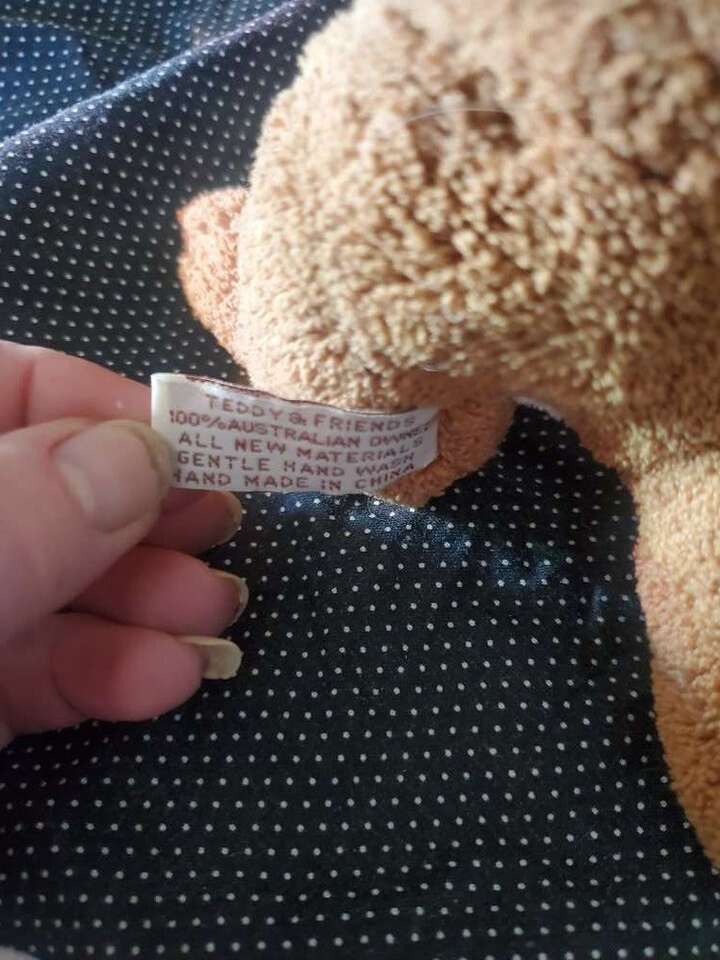 TEDDY & FRIENDS
100% AUSTRALIAN OWNED
ALL NEW MATERIALS
GENTLE HAND WASH
HAND MADE IN CHINA